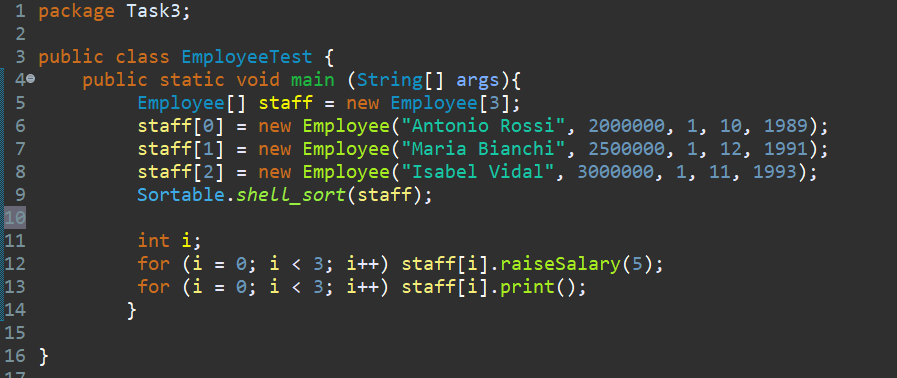 1 package Task3;
2
3 public class EmployeeTest {
4 public static void main (String[] args){
5 Employee[] staff = new Employee[3];
6 staff[0] = new Employee("Antonio Rossi", 2000000, 1, 10, 1989);
7 staff[1] = new Employee("Maria Bianchi", 2500000, 1, 12, 1991);
8 staff[2] = new Employee("Isabel Vidal", 3000000, 1, 11, 1993);
9 Sortable.shell_sort(staff);
10
11 int i;
12 for (i = 0; i < 3; i++) staff[i].raiseSalary(5);
13 for (i = 0; i < 3; i++) staff[i].print();
14 }
15
16 }
17